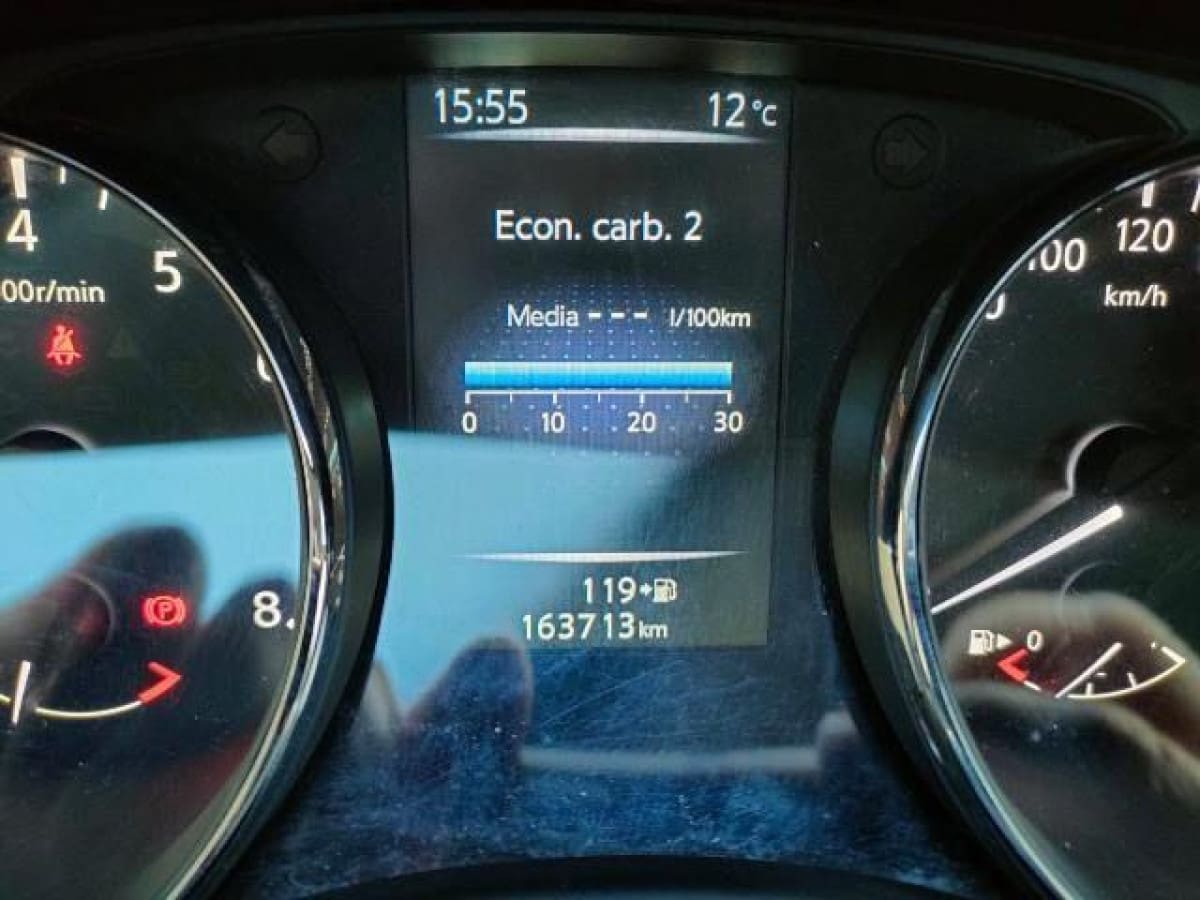 15:55 12°C
Econ. carb. 2
Media --- l/100km
0 10 20 30
119
163713km
4
5
00r/min
8.
100
120
km/h
0
P